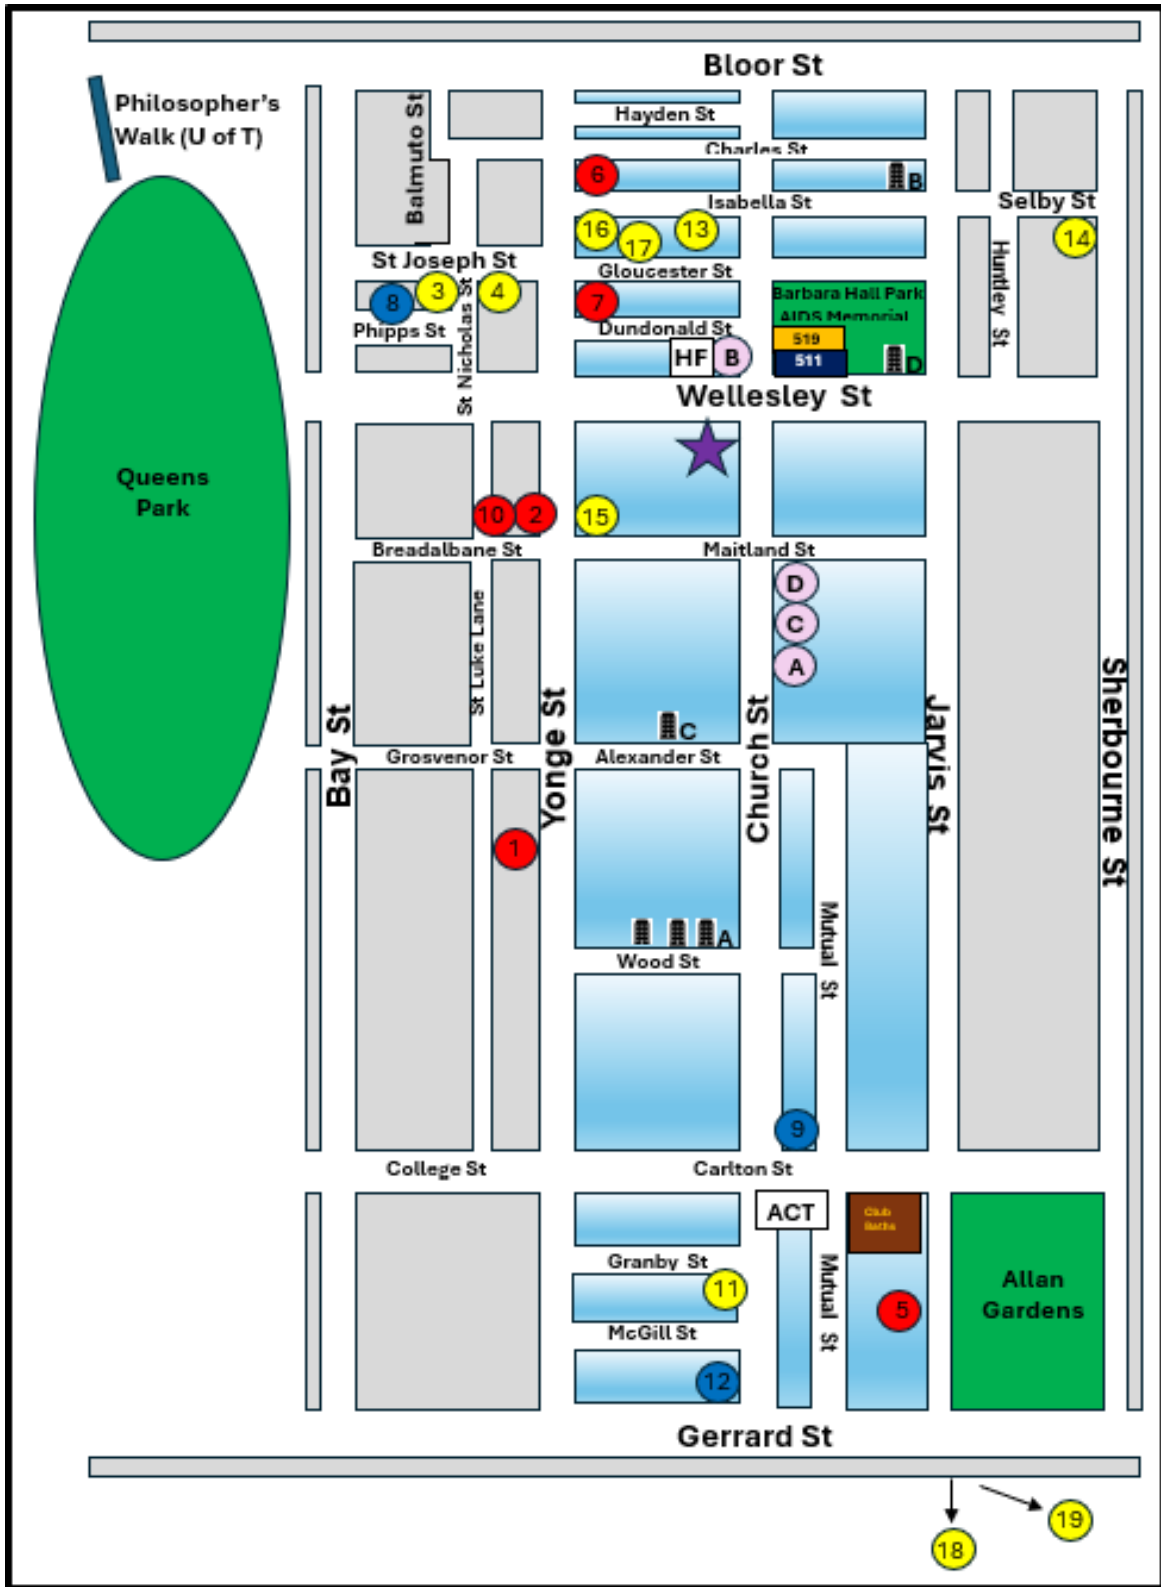 Bloor St
Philosopher's
Walk (U of T)
Balmuto St
Hayden St
Charles St
6
B
Isabella St
Selby St
16
17
13
14
St Joseph St
Gloucester St
Huntley St
8
3
4
St Nicholas St
7
Barbara Hall Park
AIDS Memorial
Phipps St
Dundonald St
519
HF
B
511
D
Wellesley St
Queens
Park
10
2
15
Breadalbane St
Maitland St
D
C
A
St Luke Lane
C
Bay St
Yonge St
Church St
Jarvis St
Sherbourne St
Grosvenor St
Alexander St
1
Mutual St
A
Wood St
9
College St
Carlton St
ACT
Club
Baths
Granby St
11
Mutual St
5
Allan
Gardens
McGill St
12
Gerrard St
19
18